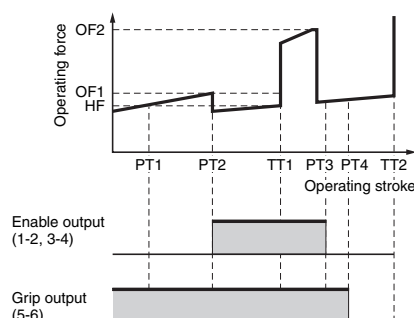 Operating force
OF2
OF1
HF
PT1 PT2 TT1 PT3 PT4 TT2
Operating stroke
Enable output
(1-2, 3-4)
Grip output
(5-6)